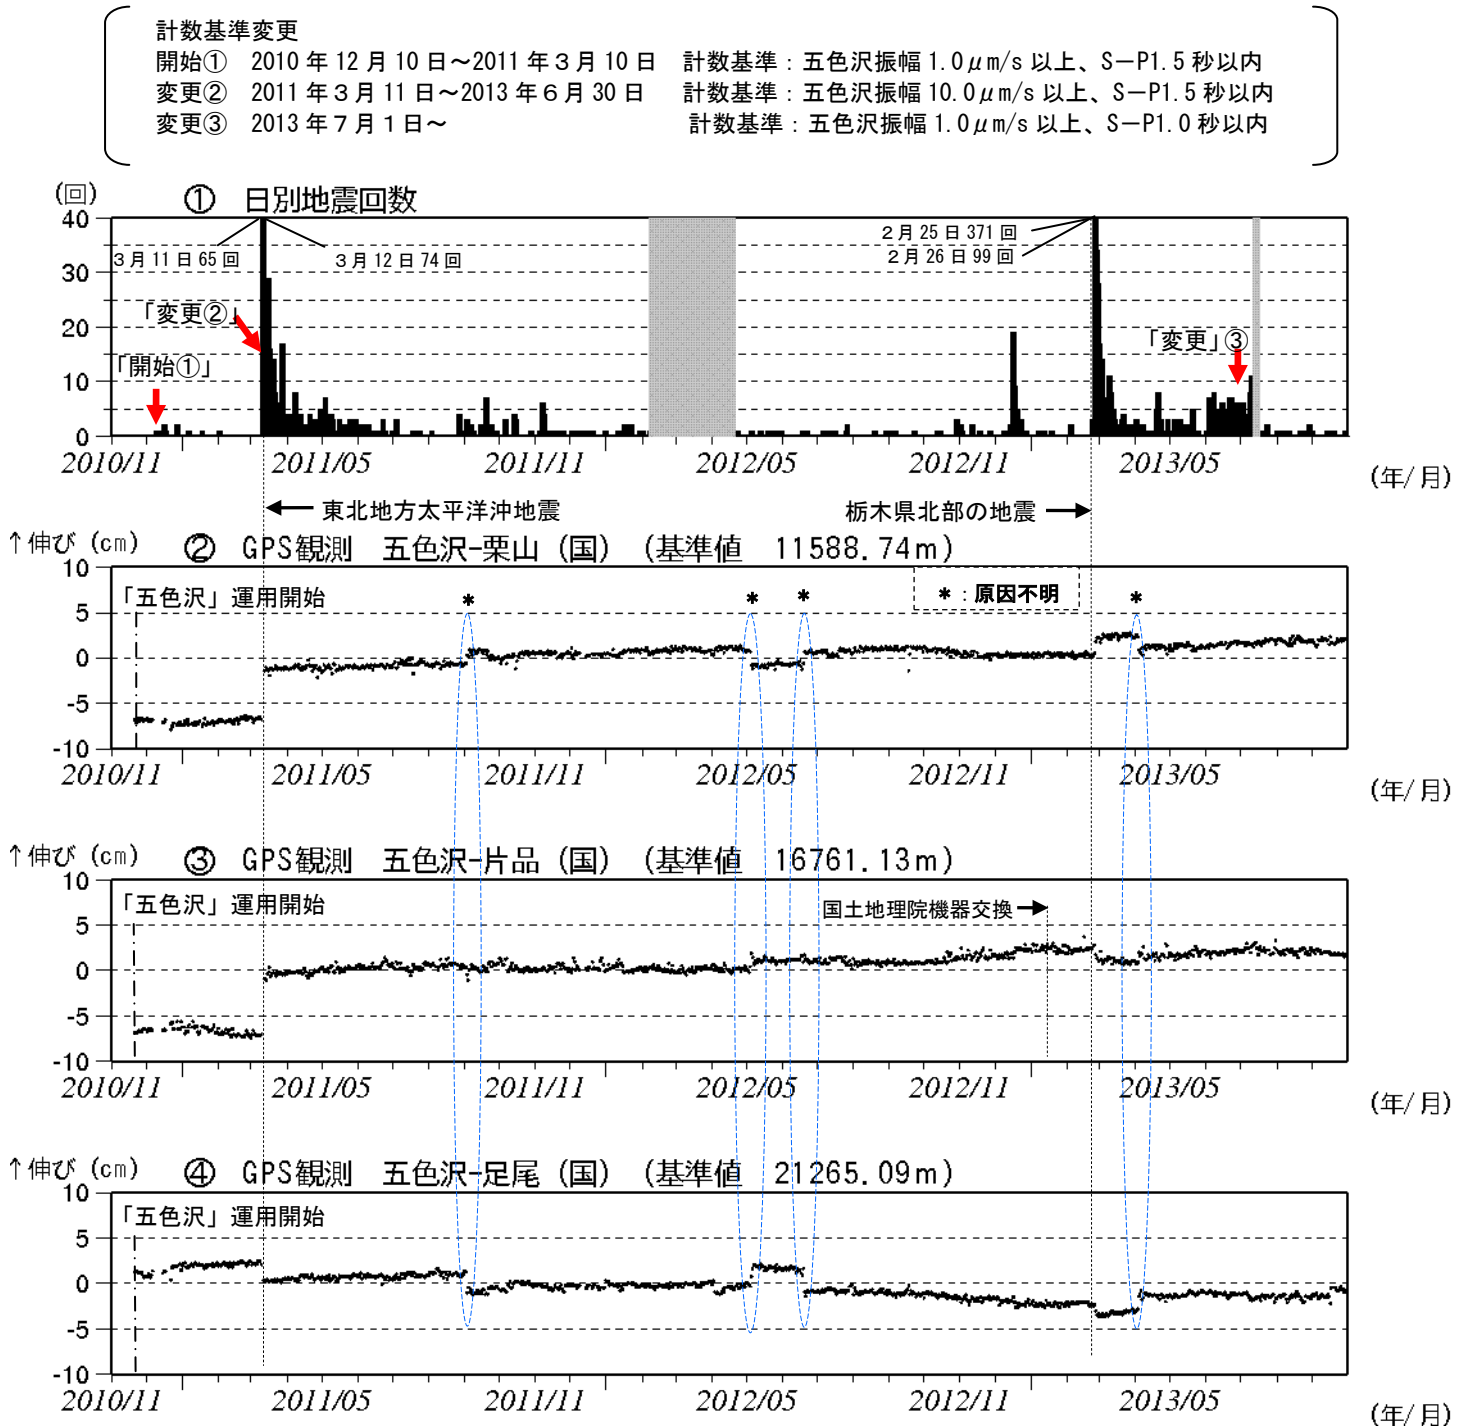 計数基準変更
開始① 2010年12月10日～2011年3月10日 計数基準：五色沢振幅1.0μm/s以上、S－P1.5秒以内
変更② 2011年3月11日～2013年6月30日 計数基準：五色沢振幅10.0μm/s以上、S－P1.5秒以内
変更③ 2013年7月1日～ 計数基準：五色沢振幅1.0μm/s以上、S－P1.0秒以内
(回) ① 日別地震回数
40
30
20
10
0
3月11日65回
3月12日74回
2月25日371回
2月26日99回
「変更②」
「開始①」
「変更」③
2010/11 2011/05 2011/11 2012/05 2012/11 2013/05
(年/月)
東北地方太平洋沖地震
栃木県北部の地震
↑伸び (cm) ② GPS観測 五色沢-栗山 (国) (基準値 11588.74m)
10
5
0
-5
-10
「五色沢」運用開始
* * * *
*：原因不明
2010/11 2011/05 2011/11 2012/05 2012/11 2013/05
(年/月)
↑伸び (cm) ③ GPS観測 五色沢-片品 (国) (基準値 16761.13m)
10
5
0
-5
-10
「五色沢」運用開始
国土地理院機器交換
2010/11 2011/05 2011/11 2012/05 2012/11 2013/05
(年/月)
↑伸び (cm) ④ GPS観測 五色沢-足尾 (国) (基準値 21265.09m)
10
5
0
-5
-10
「五色沢」運用開始
2010/11 2011/05 2011/11 2012/05 2012/11 2013/05
(年/月)